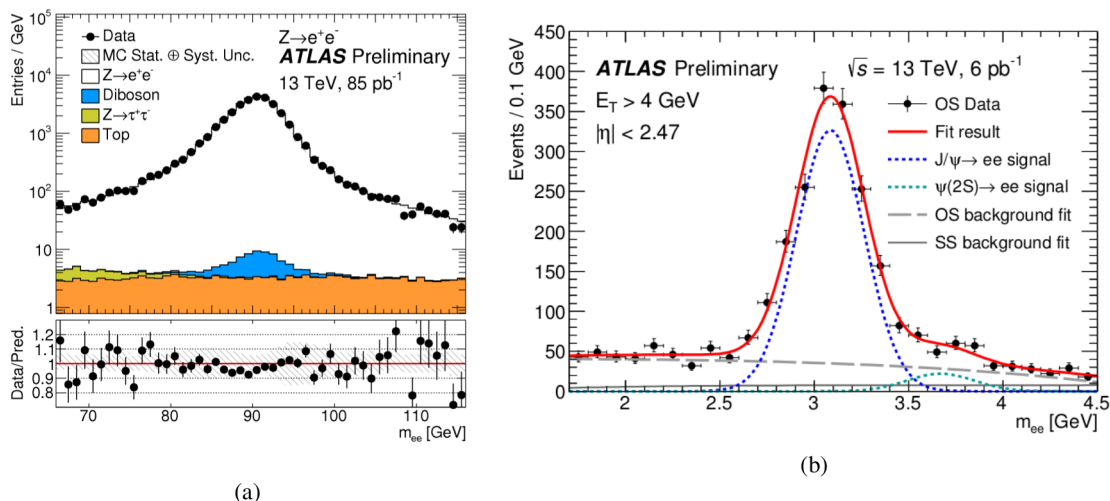 Entries / GeV
10⁵
10⁴
10³
10²
10
1
Data
MC Stat. ⊕ Syst. Unc.
Z→e⁺e⁻
Diboson
Z→τ⁺τ⁻
Top
Z→e⁺e⁻
ATLAS Preliminary
13 TeV, 85 pb⁻¹
Data/Pred.
1.2
1.1
1
0.9
0.8
70 80 90 100 110
mₑₑ [GeV]
(a)
Events / 0.1 GeV
450
400
350
300
250
200
150
100
50
0
ATLAS Preliminary
E_T > 4 GeV
|η| < 2.47
√s = 13 TeV, 6 pb⁻¹
OS Data
Fit result
J/ψ→ ee signal
ψ(2S)→ ee signal
OS background fit
SS background fit
2 2.5 3 3.5 4 4.5
mₑₑ [GeV]
(b)